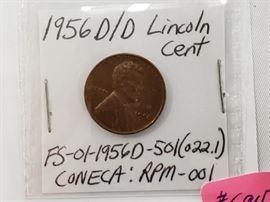 1956D/D Lincoln
Cent
FS-01-1956D-501(022.1)
CONECA: RPM-001